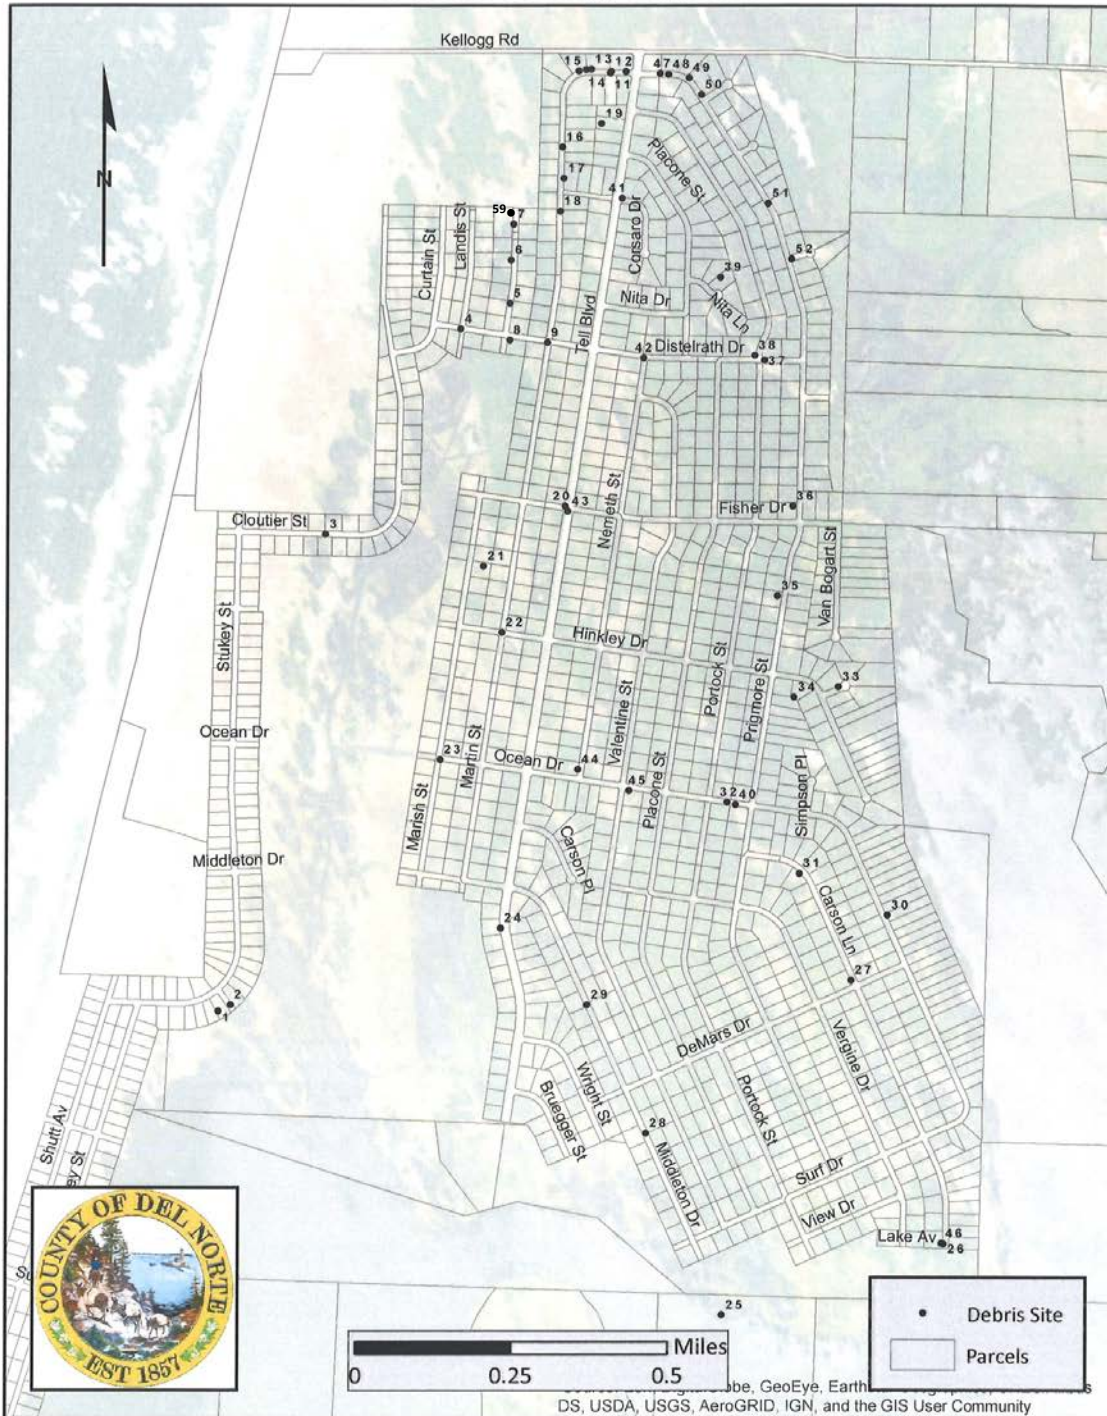 Kellogg Rd
15
13
12
14
11
47
48
49
50
19
16
Placone St
17
41
51
18
59
7
Corsaro Dr
Landis St
Curtain St
6
52
39
Nita Dr
Nita Ln
5
Tell Blvd
4
8
9
42
Distelrath Dr
38
37
20
43
Nemeth St
Fisher Dr
36
Cloutier St
3
Van Bogart St
21
35
Stukey St
22
Hinkley Dr
Portock St
Prigmore St
33
34
Valentine St
Ocean Dr
23
Martin St
Ocean Dr
44
45
Placone St
32
40
Simpson Pl
Marish St
Carson Pl
Middleton Dr
31
30
24
Carson Ln
27
2
1
29
DeMars Dr
Vergine Dr
Wright St
Bruegger St
Portock St
Shutt Av
ey St
28
Middleton Dr
Surf Dr
View Dr
Lake Av
46
26
N
COUNTY OF DEL NORTE
EST 1857
25
Debris Site
Parcels
Miles
0
0.25
0.5
DS, USDA, USGS, AeroGRID, IGN, and the GIS User Community